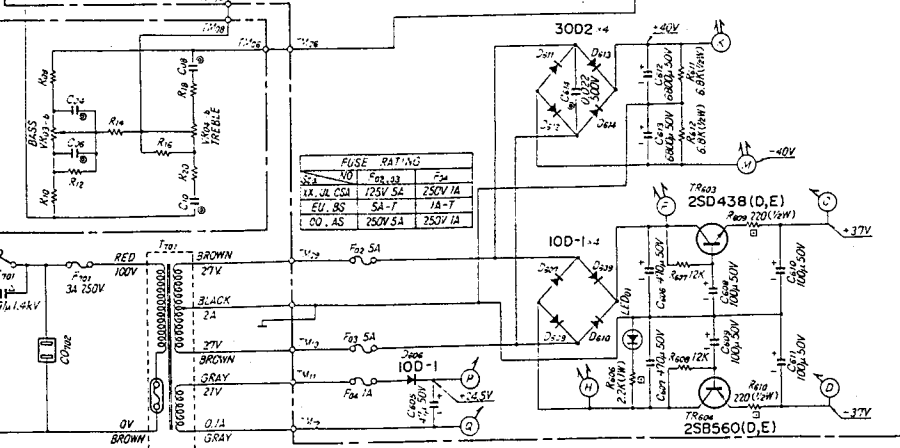 30D2 ×4
+40V
K
D611
D613
C614
0.022
500V
D612
D614
C612
6800μ 50V
R611
6.8K(½W)
C613
6800μ 50V
R612
6.8K(½W)
M
-40V
BASS
VR03-b
C04
C06
R12
R10
R14
R16
C08
R18
VR04-b
TREBLE
R20
C10
FUSE RATING
NO
F02,03
F04
XX, JL, CSA
125V 5A
250V 1A
EU, BS
5A-T
1A-T
OO, AS
250V 5A
250V 1A
TR603
2SD438(D,E)
R609 220(½W)
F
J
+37V
T701
RED
100V
BROWN
27V
F02 5A
10D-1×4
F701
3A 250V
1μ 1.4kV
BLACK
2A
CO702
27V
BROWN
F03 5A
D607
D609
D610
LED01
C606 470μ 50V
R607 12K
C608
100μ 50V
C610
100μ 50V
C609
100μ 50V
C611
100μ 50V
R608 12K
C607 470μ 50V
R606
2.2K(1W)
H
GRAY
27V
F04 1A
D606
10D-1
C605
47μ 50V
P
+24.5V
Q
0V
BROWN
0.1A
GRAY
TR604
2SB560(D,E)
R610
220(½W)
D
-37V